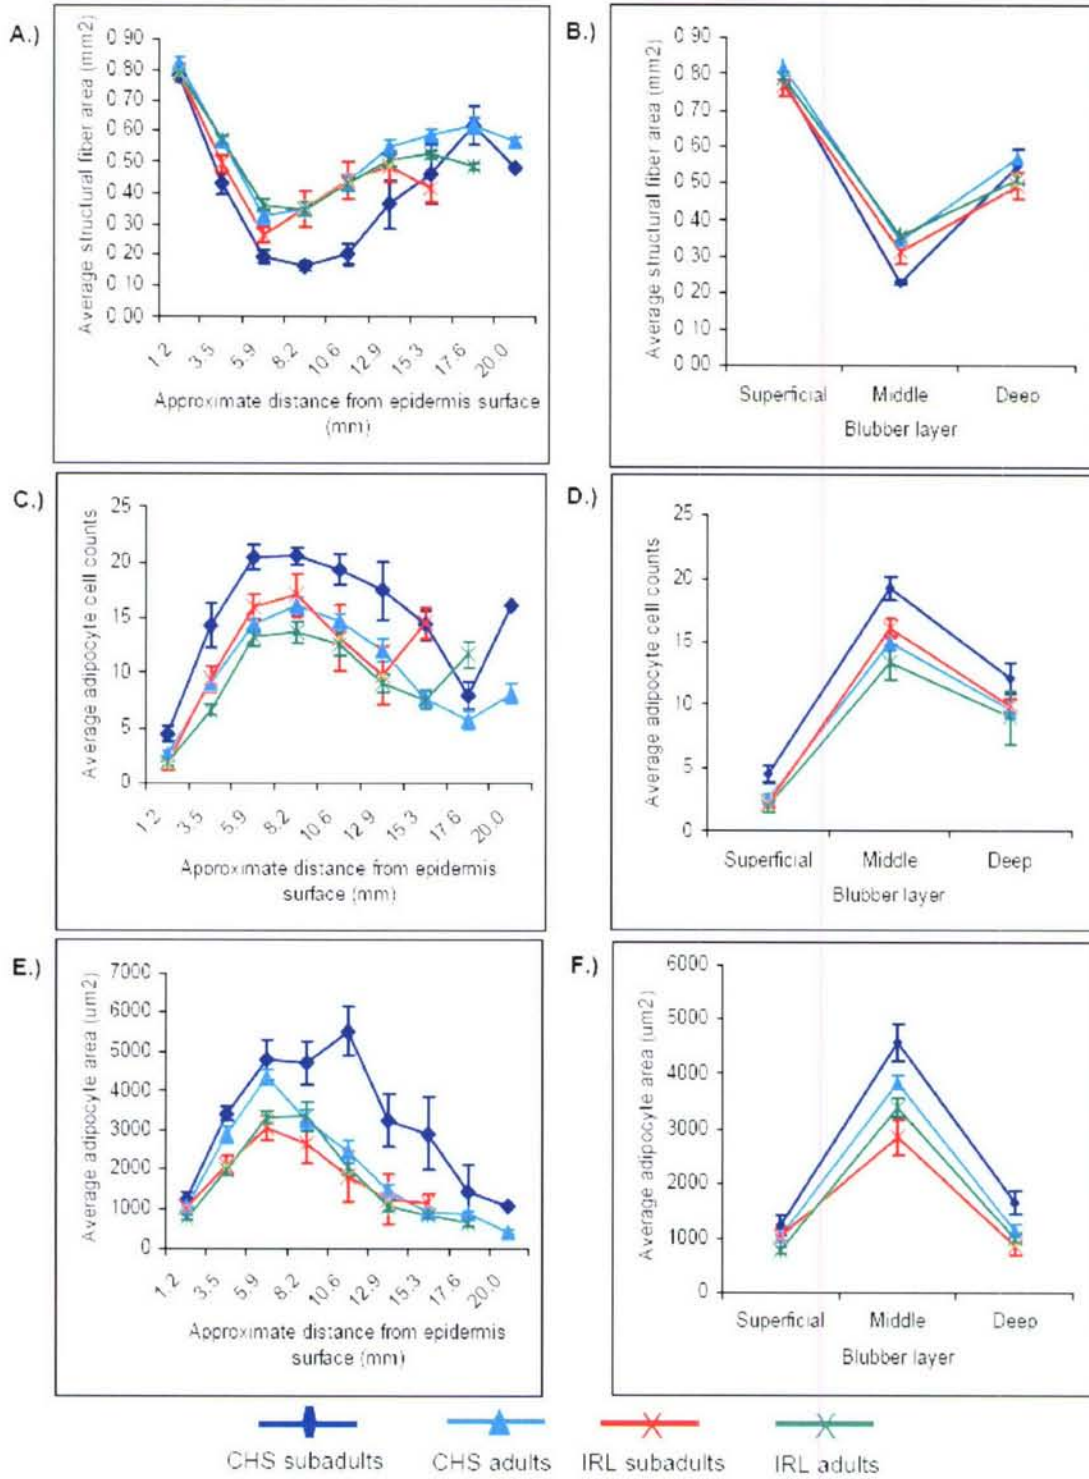 A.)
0.90
0.80
0.70
0.60
0.50
0.40
0.30
0.20
0.10
0.00
Average structural fiber area (mm2)
1.2 3.5 5.9 8.2 10.6 12.9 15.3 17.6 20.0
Approximate distance from epidermis surface
(mm)
B.)
0.90
0.80
0.70
0.60
0.50
0.40
0.30
0.20
0.10
0.00
Average structural fiber area (mm2)
Superficial Middle Deep
Blubber layer
C.)
25
20
15
10
5
0
Average adipocyte cell counts
1.2 3.5 5.9 8.2 10.6 12.9 15.3 17.6 20.0
Approximate distance from epidermis
surface (mm)
D.)
25
20
15
10
5
0
Average adipocyte cell counts
Superficial Middle Deep
Blubber layer
E.)
7000
6000
5000
4000
3000
2000
1000
0
Average adipocyte area (um2)
1.2 3.5 5.9 8.2 10.6 12.9 15.3 17.6 20.0
Approximate distance from epidermis
surface (mm)
F.)
6000
5000
4000
3000
2000
1000
0
Average adipocyte area (um2)
Superficial Middle Deep
Blubber layer
CHS subadults CHS adults IRL subadults IRL adults